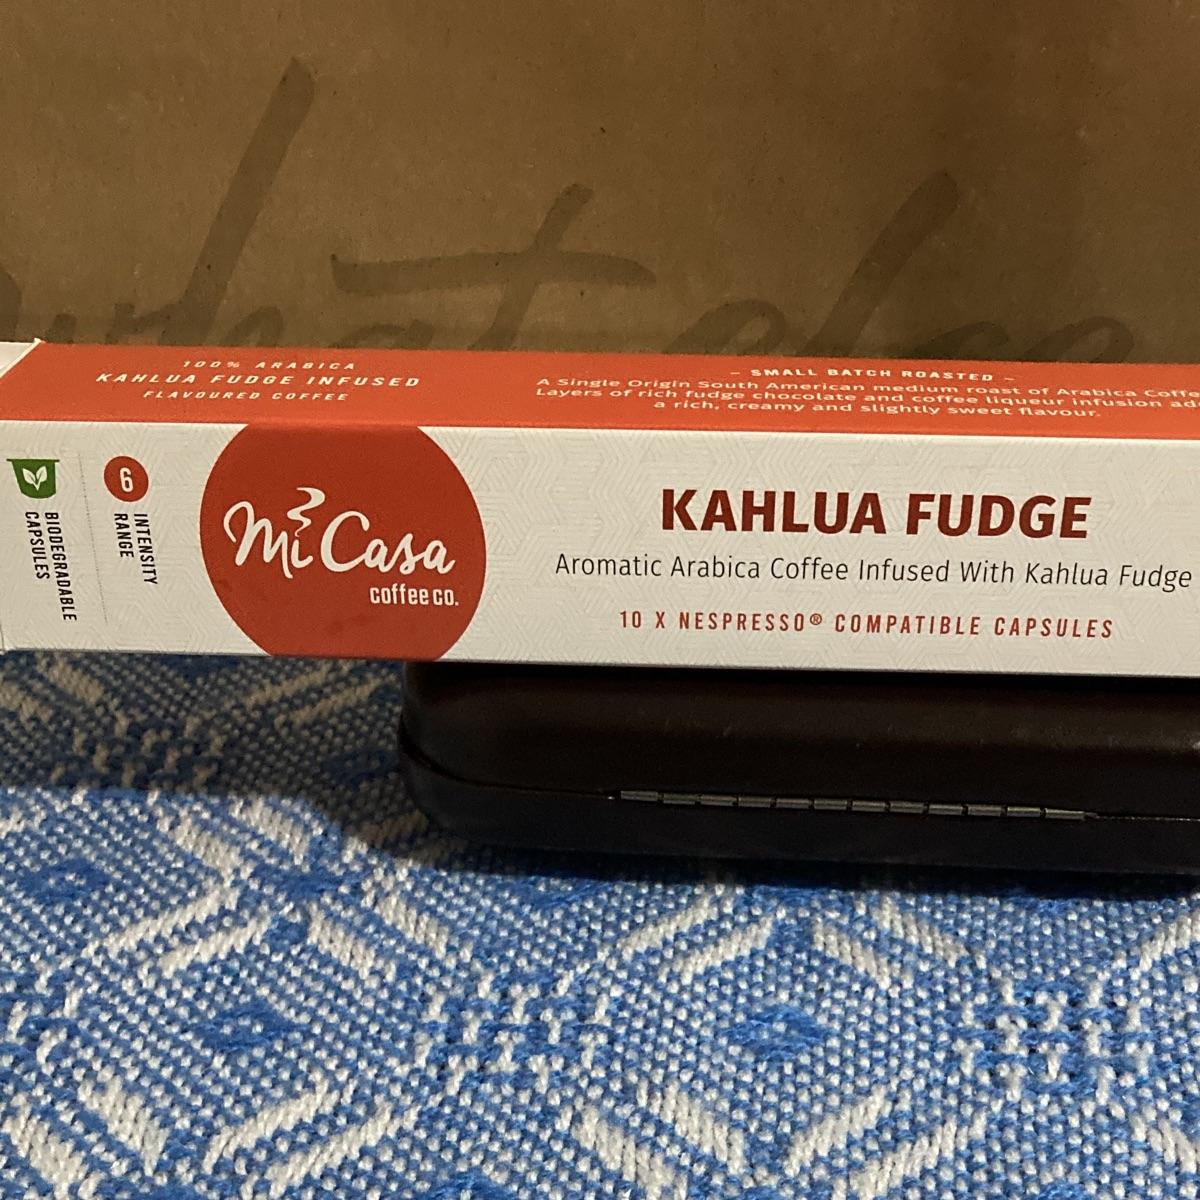 what else
100% ARABICA
KAHLUA FUDGE INFUSED
FLAVOURED COFFEE
– SMALL BATCH ROASTED –
A Single Origin South American medium roast of Arabica
Layers of rich fudge chocolate and coffee liqueur infusion
a rich, creamy and slightly sweet flavour.
BIODEGRADABLE
CAPSULES
6
INTENSITY
RANGE
mi Casa
coffee co.
KAHLUA FUDGE
Aromatic Arabica Coffee Infused With Kahlua Fudge
10 X NESPRESSO® COMPATIBLE CAPSULES